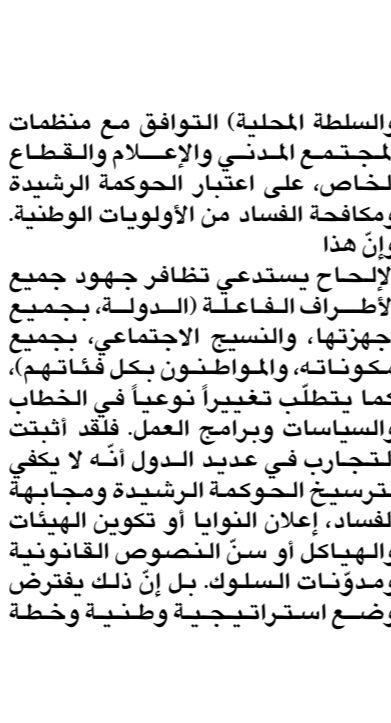 والسلطة المحلية) التوافق مع منظمات
المجتمع المدني والإعلام والقطاع
الخاص، على اعتبار الحوكمة الرشيدة
ومكافحة الفساد من الأولويات الوطنية.
وإنّ هذا
الإلحاح يستدعي تظافر جهود جميع
الأطراف الفاعلة (الدولة، بجميع
أجهزتها، والنسيج الاجتماعي، بجميع
مكوناته، والمواطنون بكل فئاتهم)،
كما يتطلّب تغييراً نوعياً في الخطاب
والسياسات وبرامج العمل. فلقد أثبتت
التجارب في عديد الدول أنّه لا يكفي
لترسيخ الحوكمة الرشيدة ومجابهة
الفساد، إعلان النوايا أو تكوين الهيئات
والهياكل أو سنّ النصوص القانونية
ومدوّنات السلوك. بل إنّ ذلك يفترض
وضع استراتيجية وطنية وخطة